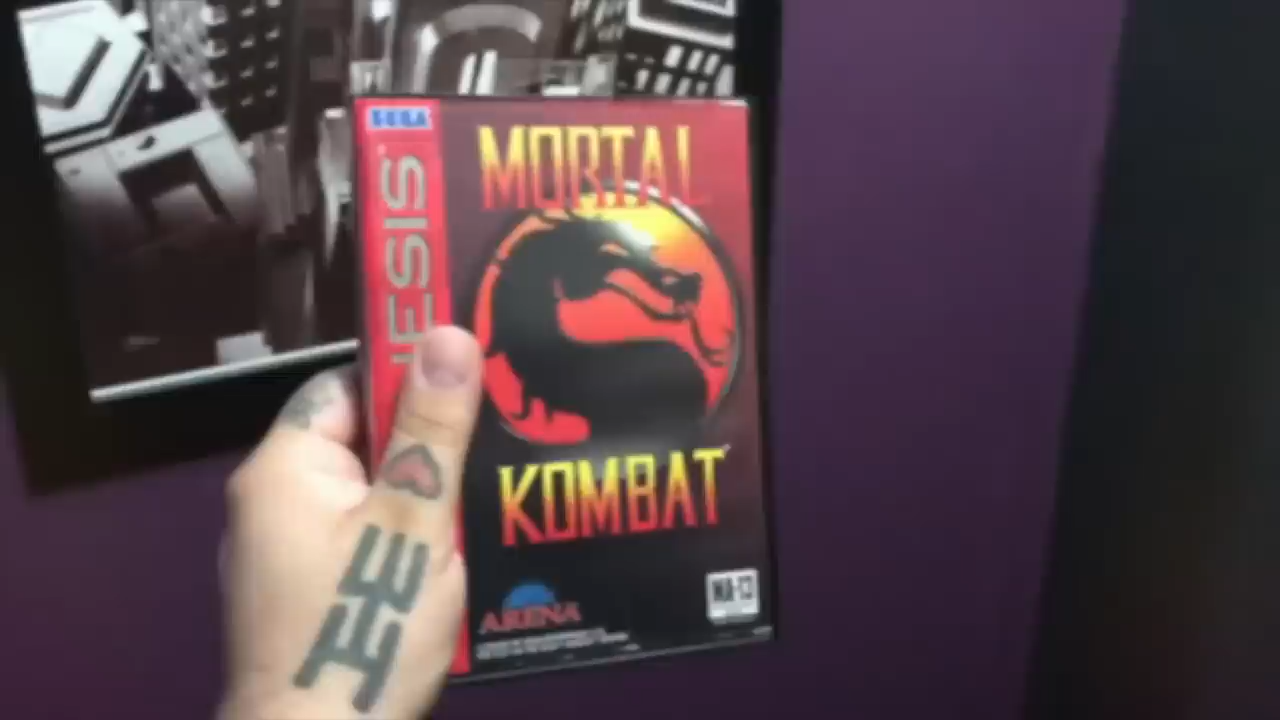 SEGA
GENESIS
MORTAL
KOMBAT
ARENA
MA-13